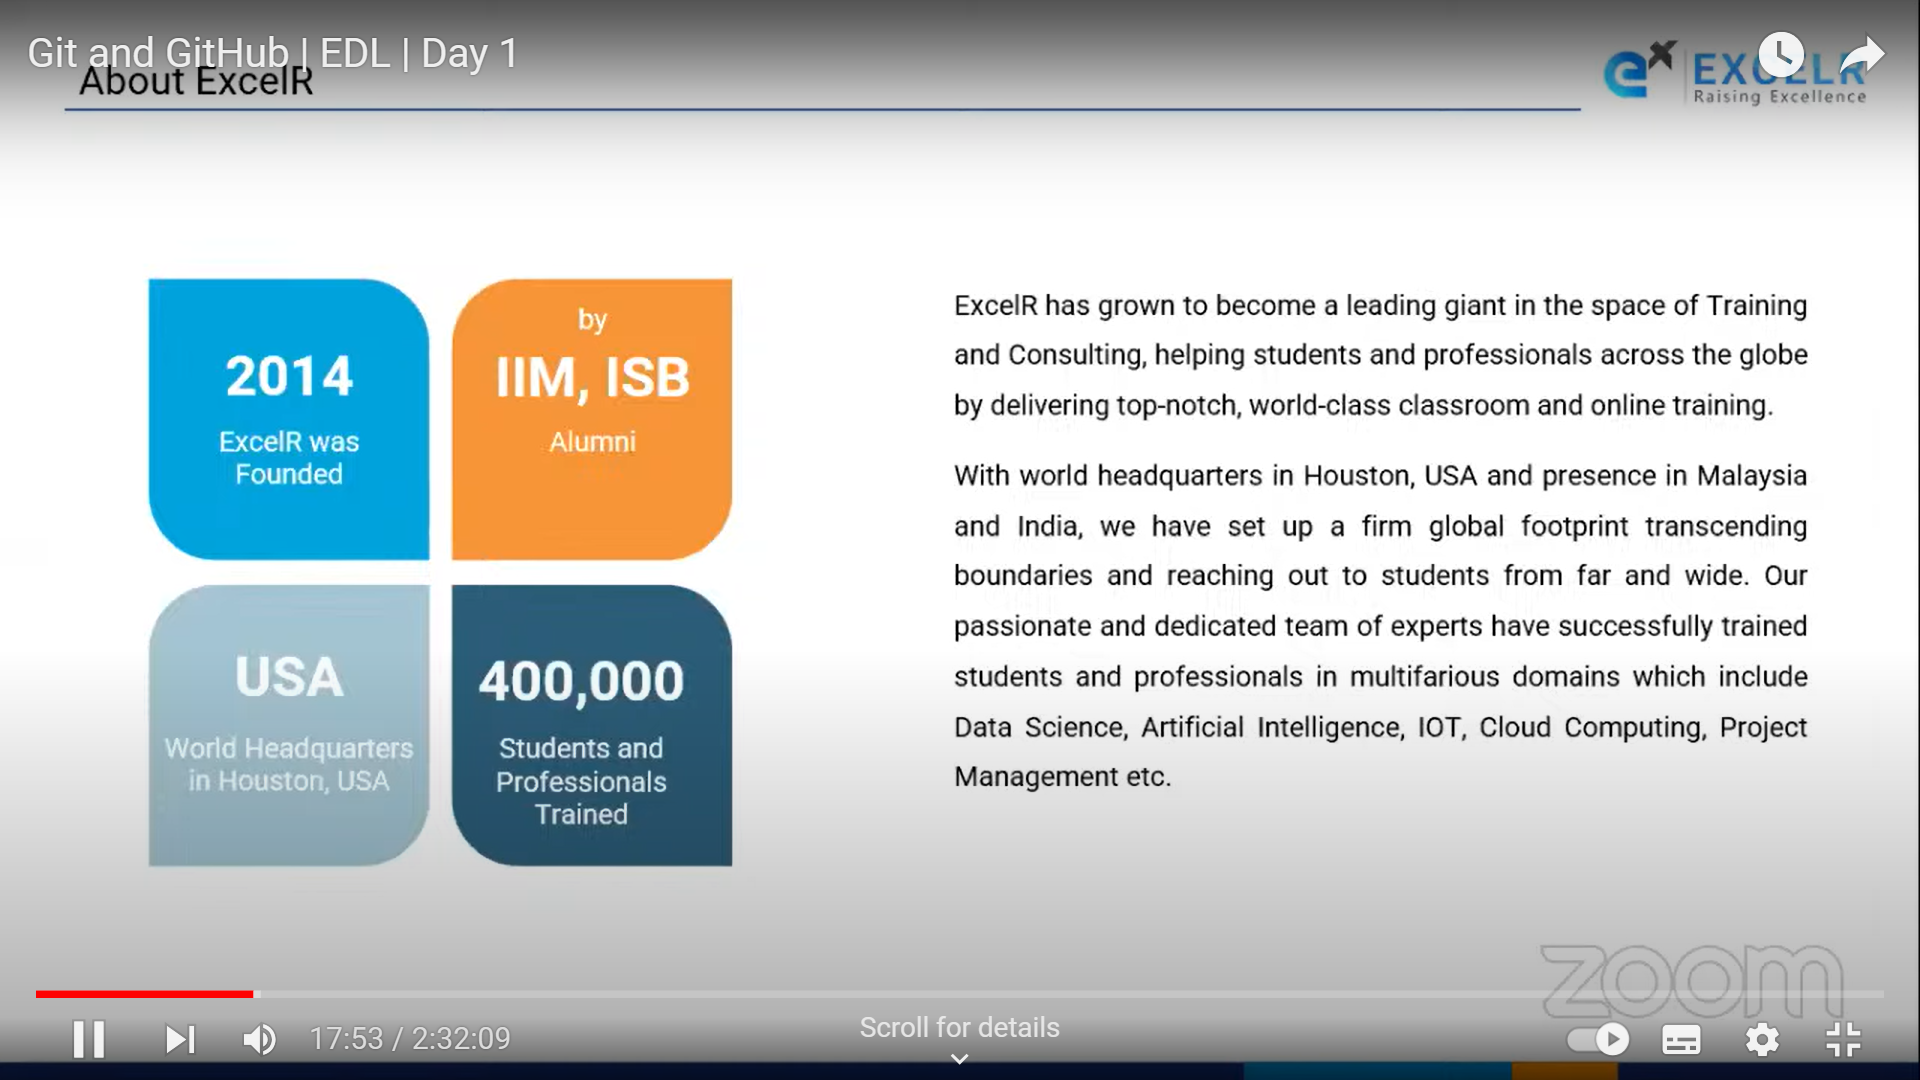 Git and GitHub | EDL | Day 1
About ExcelR
ex
EXCELR
Raising Excellence
2014
ExcelR was
Founded
by
IIM, ISB
Alumni
USA
World Headquarters
in Houston, USA
400,000
Students and
Professionals
Trained
ExcelR has grown to become a leading giant in the space of Training
and Consulting, helping students and professionals across the globe
by delivering top-notch, world-class classroom and online training.
With world headquarters in Houston, USA and presence in Malaysia
and India, we have set up a firm global footprint transcending
boundaries and reaching out to students from far and wide. Our
passionate and dedicated team of experts have successfully trained
students and professionals in multifarious domains which include
Data Science, Artificial Intelligence, IOT, Cloud Computing, Project
Management etc.
zoom
17:53 / 2:32:09
Scroll for details